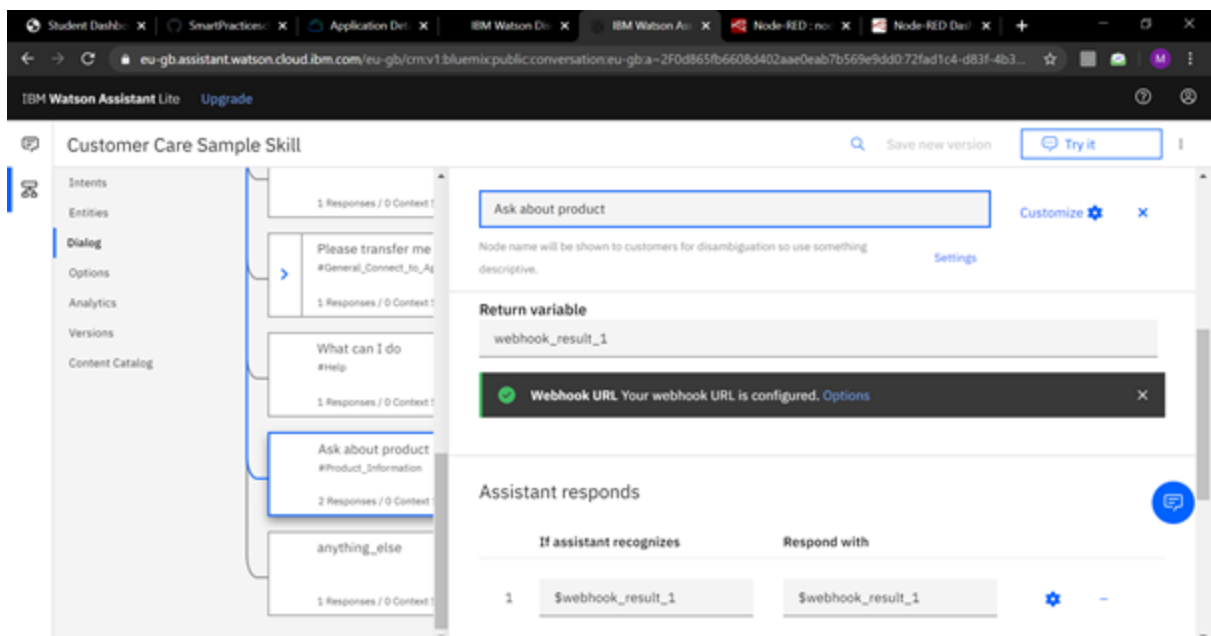 Student Dashbo
SmartPractices
Application Det
IBM Watson Dis
IBM Watson Ass
Node-RED : no
Node-RED Dash
eu-gb.assistant.watson.cloud.ibm.com/eu-gb/crn:v1:bluemix:public:conversation:eu-gb:a~2F0d865fb6608d402aae0eab7b569e9dd0:72fad1c4-d83f-4b3...
M
IBM Watson Assistant Lite Upgrade
Customer Care Sample Skill
Save new version
Try it
Intents
Entities
Dialog
Options
Analytics
Versions
Content Catalog
1 Responses / 0 Context S
Please transfer me
#General_Connect_to_Ag
1 Responses / 0 Context S
What can I do
#Help
1 Responses / 0 Context S
Ask about product
#Product_Information
2 Responses / 0 Context S
anything_else
1 Responses / 0 Context S
Ask about product
Customize
Node name will be shown to customers for disambiguation so use something
descriptive.
Settings
Return variable
webhook_result_1
Webhook URL Your webhook URL is configured. Options
Assistant responds
If assistant recognizes Respond with
1 $webhook_result_1 $webhook_result_1